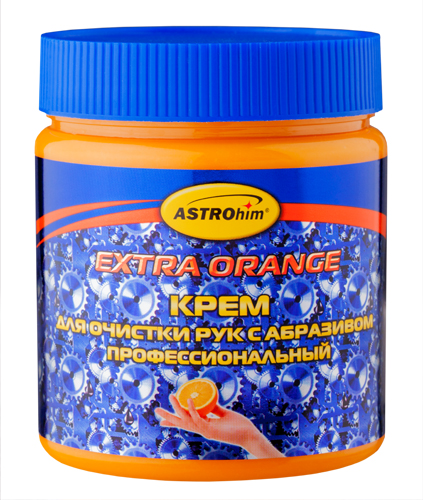 ASTROhim®
EXTRA ORANGE
КРЕМ
ДЛЯ ОЧИСТКИ РУК С АБРАЗИВОМ
ПРОФЕССИОНАЛЬНЫЙ